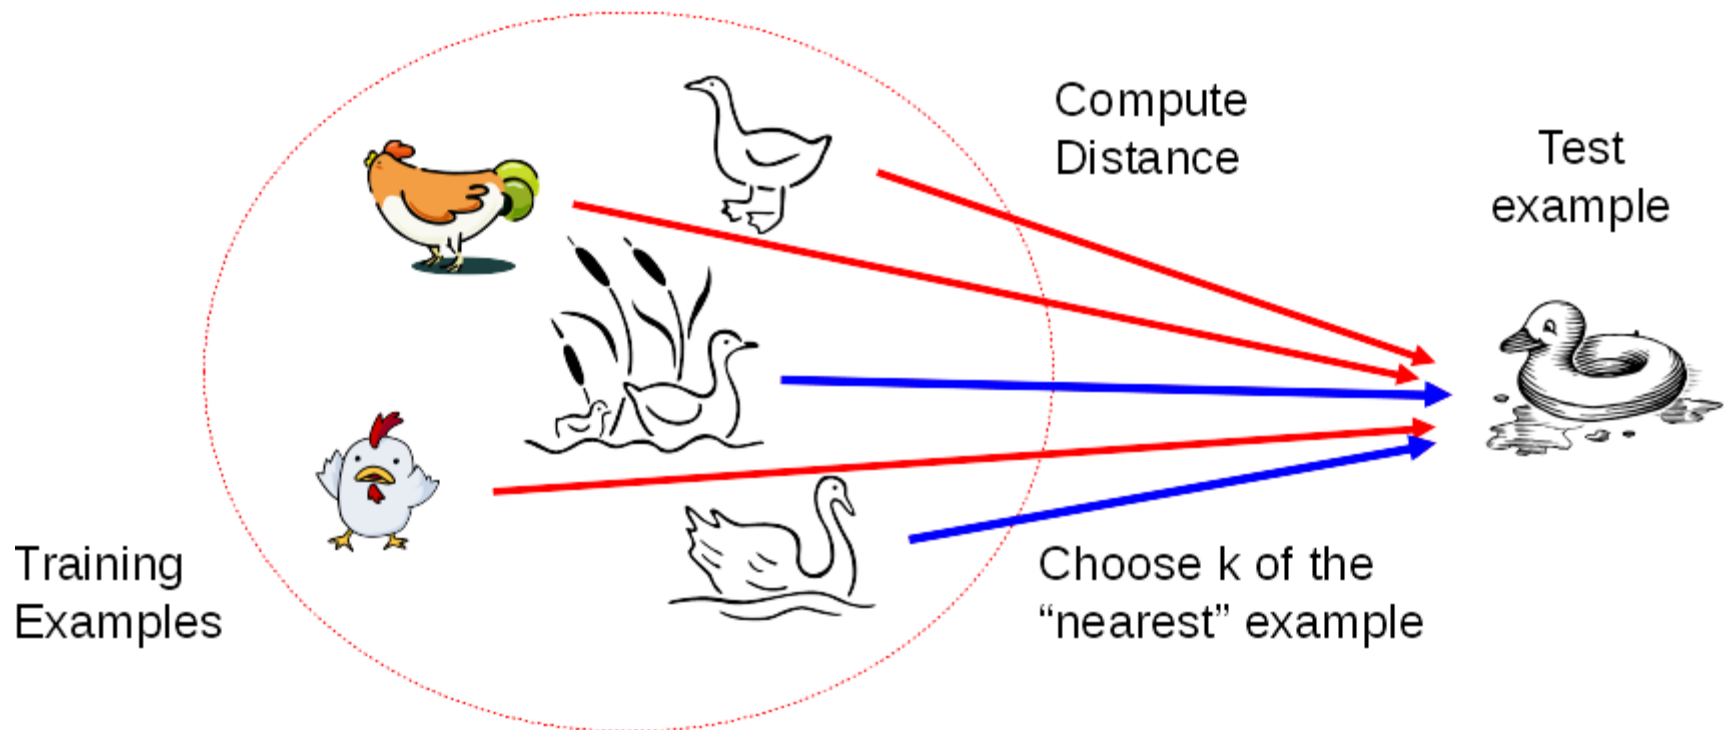 Compute
Distance
Test
example
Training
Examples
Choose k of the
“nearest” example